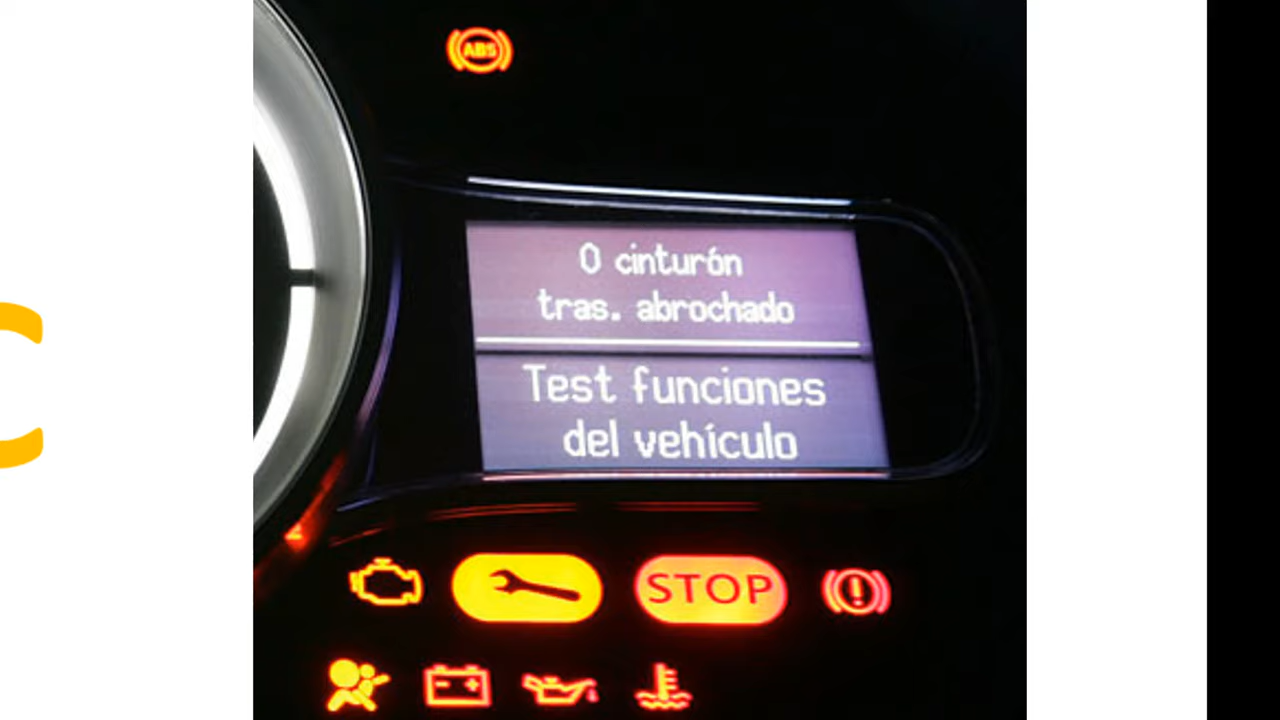 ABS
0 cinturón
tras. abrochado
Test funciones
del vehículo
STOP